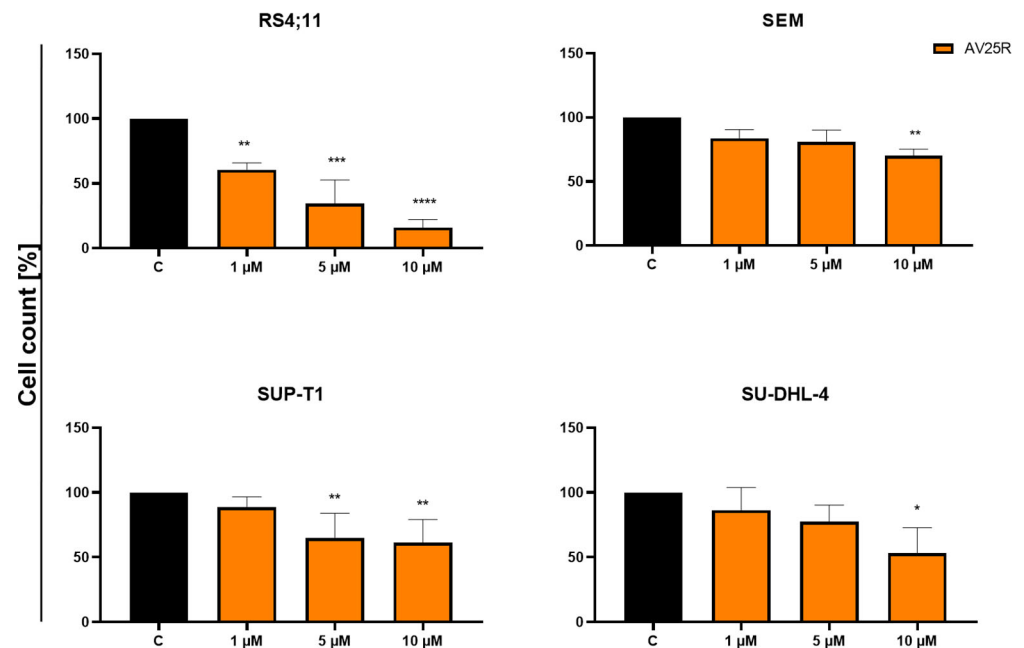 RS4;11
SEM
AV25R
Cell count [%]
150
100
50
0
**
***
****
C
1 µM
5 µM
10 µM
150
100
50
0
**
C
1 µM
5 µM
10 µM
SUP-T1
150
100
50
0
**
**
C
1 µM
5 µM
10 µM
SU-DHL-4
150
100
50
0
*
C
1 µM
5 µM
10 µM